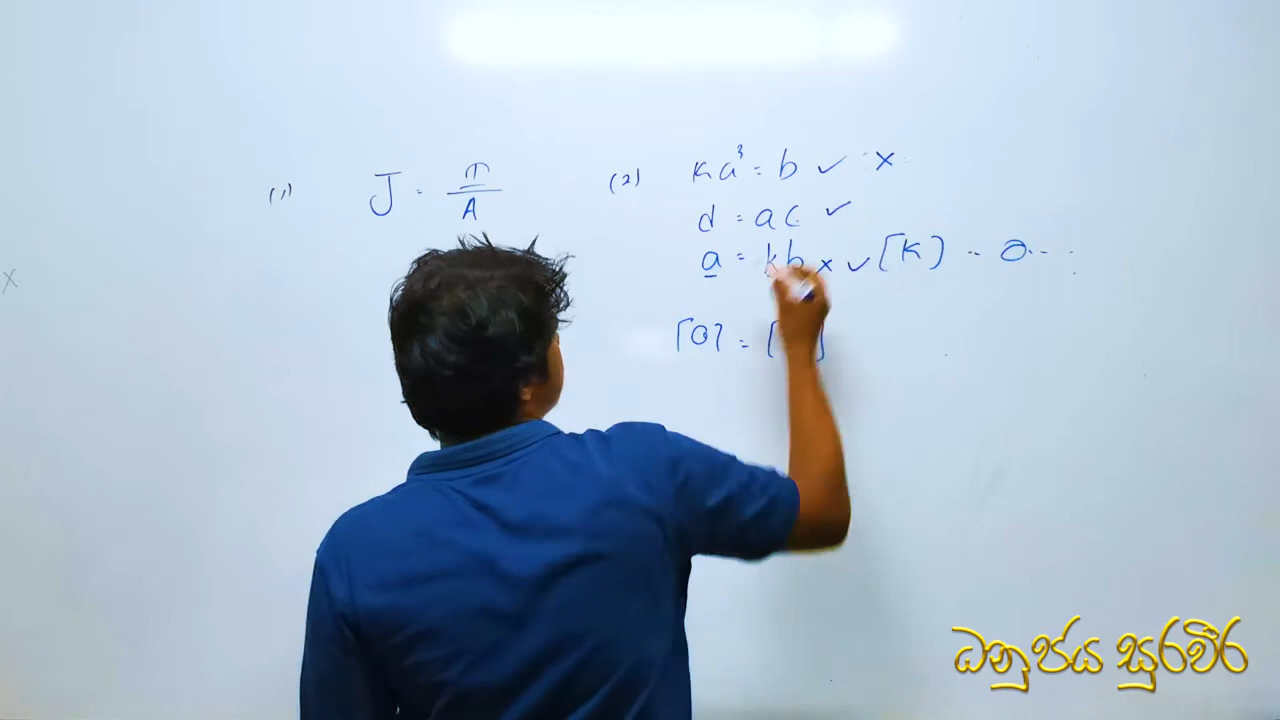 (1) J = m / A
(2) ka³ = b ✓ x
d = ac ✓
a = kb x ✓ [k]
[a] = [
ධනුජය සුරවීර